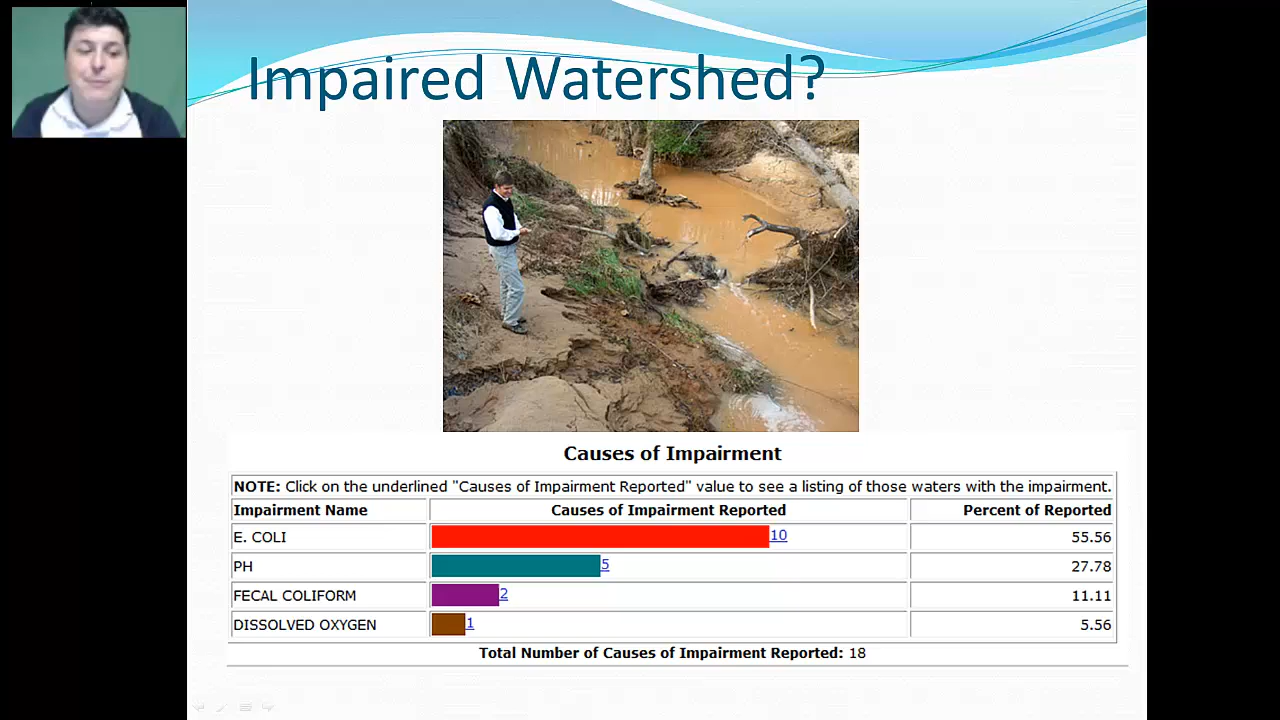 Impaired Watershed?
Causes of Impairment
NOTE: Click on the underlined "Causes of Impairment Reported" value to see a listing of those waters with the impairment.
Impairment Name Causes of Impairment Reported Percent of Reported
E. COLI 10 55.56
PH 5 27.78
FECAL COLIFORM 2 11.11
DISSOLVED OXYGEN 1 5.56
Total Number of Causes of Impairment Reported: 18